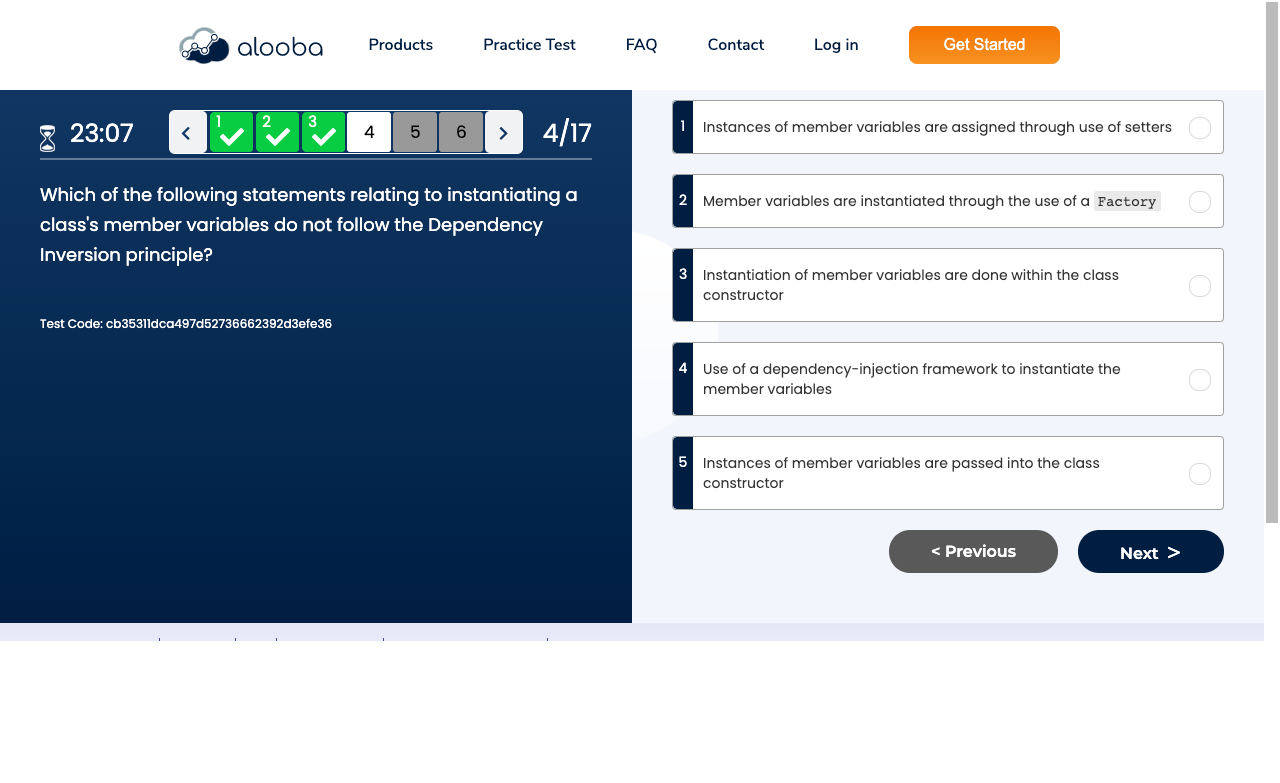 alooba
Products
Practice Test
FAQ
Contact
Log in
Get Started
23:07
1
2
3
4
5
6
4/17
Which of the following statements relating to instantiating a
class's member variables do not follow the Dependency
Inversion principle?
Test Code: cb35311dca497d52736662392d3efe36
1
Instances of member variables are assigned through use of setters
2
Member variables are instantiated through the use of a Factory
3
Instantiation of member variables are done within the class
constructor
4
Use of a dependency-injection framework to instantiate the
member variables
5
Instances of member variables are passed into the class
constructor
< Previous
Next >